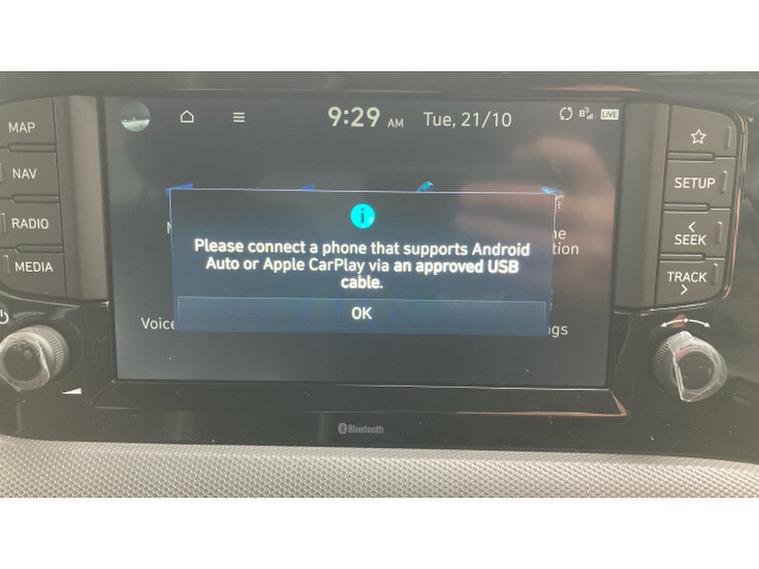 MAP
NAV
RADIO
MEDIA
9:29 AM
Tue, 21/10
LIVE
SETUP
SEEK
TRACK
Please connect a phone that supports Android
Auto or Apple CarPlay via an approved USB
cable.
OK
Voice
Bluetooth